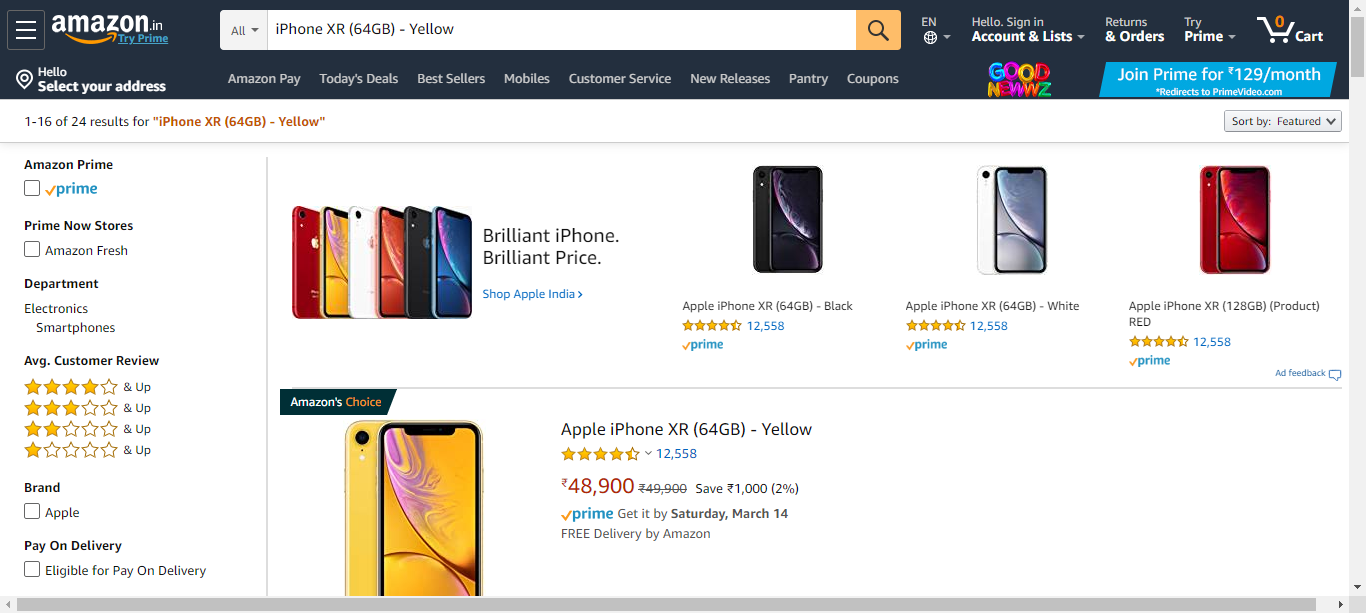 amazon.in
Try Prime
All
iPhone XR (64GB) - Yellow
EN
Hello. Sign in
Account & Lists
Returns
& Orders
Try
Prime
0
Cart
Hello
Select your address
Amazon Pay
Today's Deals
Best Sellers
Mobiles
Customer Service
New Releases
Pantry
Coupons
GOOD
NEWWZ
Join Prime for ₹129/month
*Redirects to PrimeVideo.com
1-16 of 24 results for "iPhone XR (64GB) - Yellow"
Sort by: Featured
Amazon Prime
prime
Prime Now Stores
Amazon Fresh
Department
Electronics
Smartphones
Avg. Customer Review
& Up
& Up
& Up
& Up
Brand
Apple
Pay On Delivery
Eligible for Pay On Delivery
Brilliant iPhone.
Brilliant Price.
Shop Apple India ›
Apple iPhone XR (64GB) - Black
12,558
prime
Apple iPhone XR (64GB) - White
12,558
prime
Apple iPhone XR (128GB) (Product)
RED
12,558
prime
Ad feedback
Amazon's Choice
Apple iPhone XR (64GB) - Yellow
12,558
₹48,900 ₹49,900 Save ₹1,000 (2%)
prime Get it by Saturday, March 14
FREE Delivery by Amazon